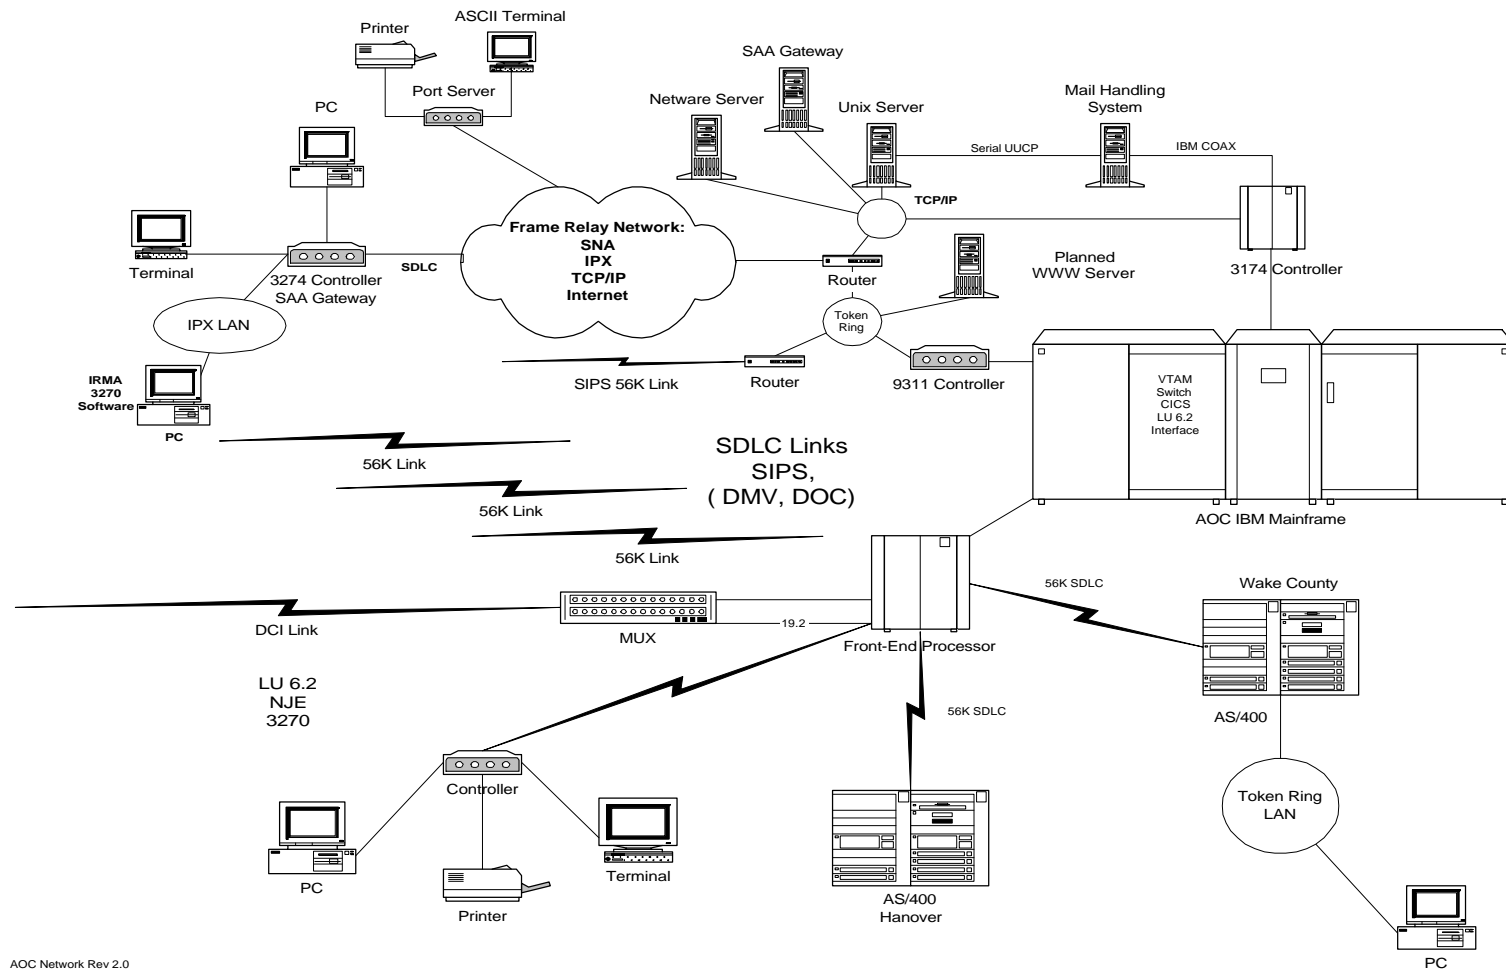 ASCII Terminal
Printer
Port Server
PC
SAA Gateway
Netware Server
Unix Server
Mail Handling
System
Serial UUCP
IBM COAX
TCP/IP
Frame Relay Network:
SNA
IPX
TCP/IP
Internet
SDLC
Terminal
3274 Controller
SAA Gateway
Router
Planned
WWW Server
3174 Controller
IPX LAN
Token
Ring
IRMA
3270
Software
PC
SIPS 56K Link
Router
9311 Controller
VTAM
Switch
CICS
LU 6.2
Interface
56K Link
SDLC Links
SIPS,
( DMV, DOC)
56K Link
AOC IBM Mainframe
56K Link
56K SDLC
Wake County
DCI Link
MUX
19.2
Front-End Processor
LU 6.2
NJE
3270
56K SDLC
AS/400
Controller
Token Ring
LAN
PC
Printer
Terminal
AS/400
Hanover
PC
AOC Network Rev 2.0